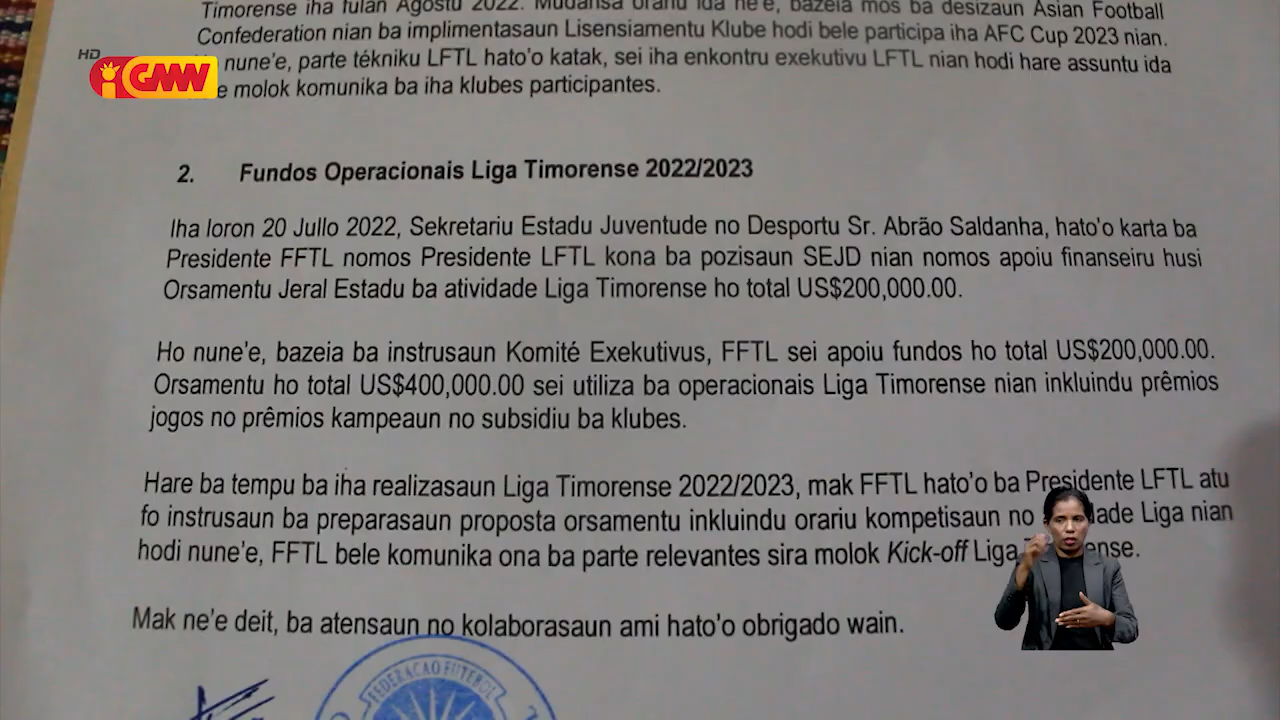 Timorense iha fulan Agostu 2022. Mudansa orariu ida ne'e, bazeia mos ba desizaun Asian Football
Confederation nian ba implimentasaun Lisensiamentu Klube hodi bele participa iha AFC Cup 2023 nian.
HD
GMN
nune'e, parte tékniku LFTL hato'o katak, sei iha enkontru exekutivu LFTL nian hodi hare assuntu ida
e molok komunika ba iha klubes participantes.
2. Fundos Operacionais Liga Timorense 2022/2023
Iha loron 20 Jullo 2022, Sekretariu Estadu Juventude no Desportu Sr. Abrão Saldanha, hato'o karta ba
Presidente FFTL nomos Presidente LFTL kona ba pozisaun SEJD nian nomos apoiu finanseiru husi
Orsamentu Jeral Estadu ba atividade Liga Timorense ho total US$200,000.00.
Ho nune'e, bazeia ba instrusaun Komité Exekutivus, FFTL sei apoiu fundos ho total US$200,000.00.
Orsamentu ho total US$400,000.00 sei utiliza ba operacionais Liga Timorense nian inkluindu prêmios
jogos no prêmios kampeaun no subsidiu ba klubes.
Hare ba tempu ba iha realizasaun Liga Timorense 2022/2023, mak FFTL hato'o ba Presidente LFTL atu
fo instrusaun ba preparasaun proposta orsamentu inkluindu orariu kompetisaun no dade Liga nian
hodi nune'e, FFTL bele komunika ona ba parte relevantes sira molok Kick-off Liga ense.
Mak ne'e deit, ba atensaun no kolaborasaun ami hato'o obrigado wain.
FEDERACAO FUTEBOL